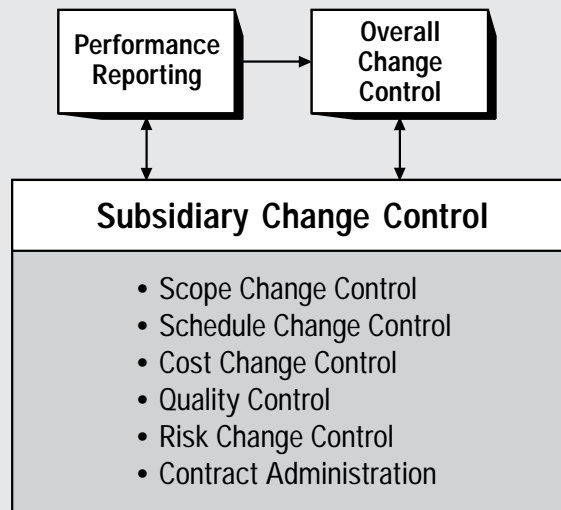 Performance
Reporting
Overall
Change
Control
Subsidiary Change Control
• Scope Change Control
• Schedule Change Control
• Cost Change Control
• Quality Control
• Risk Change Control
• Contract Administration